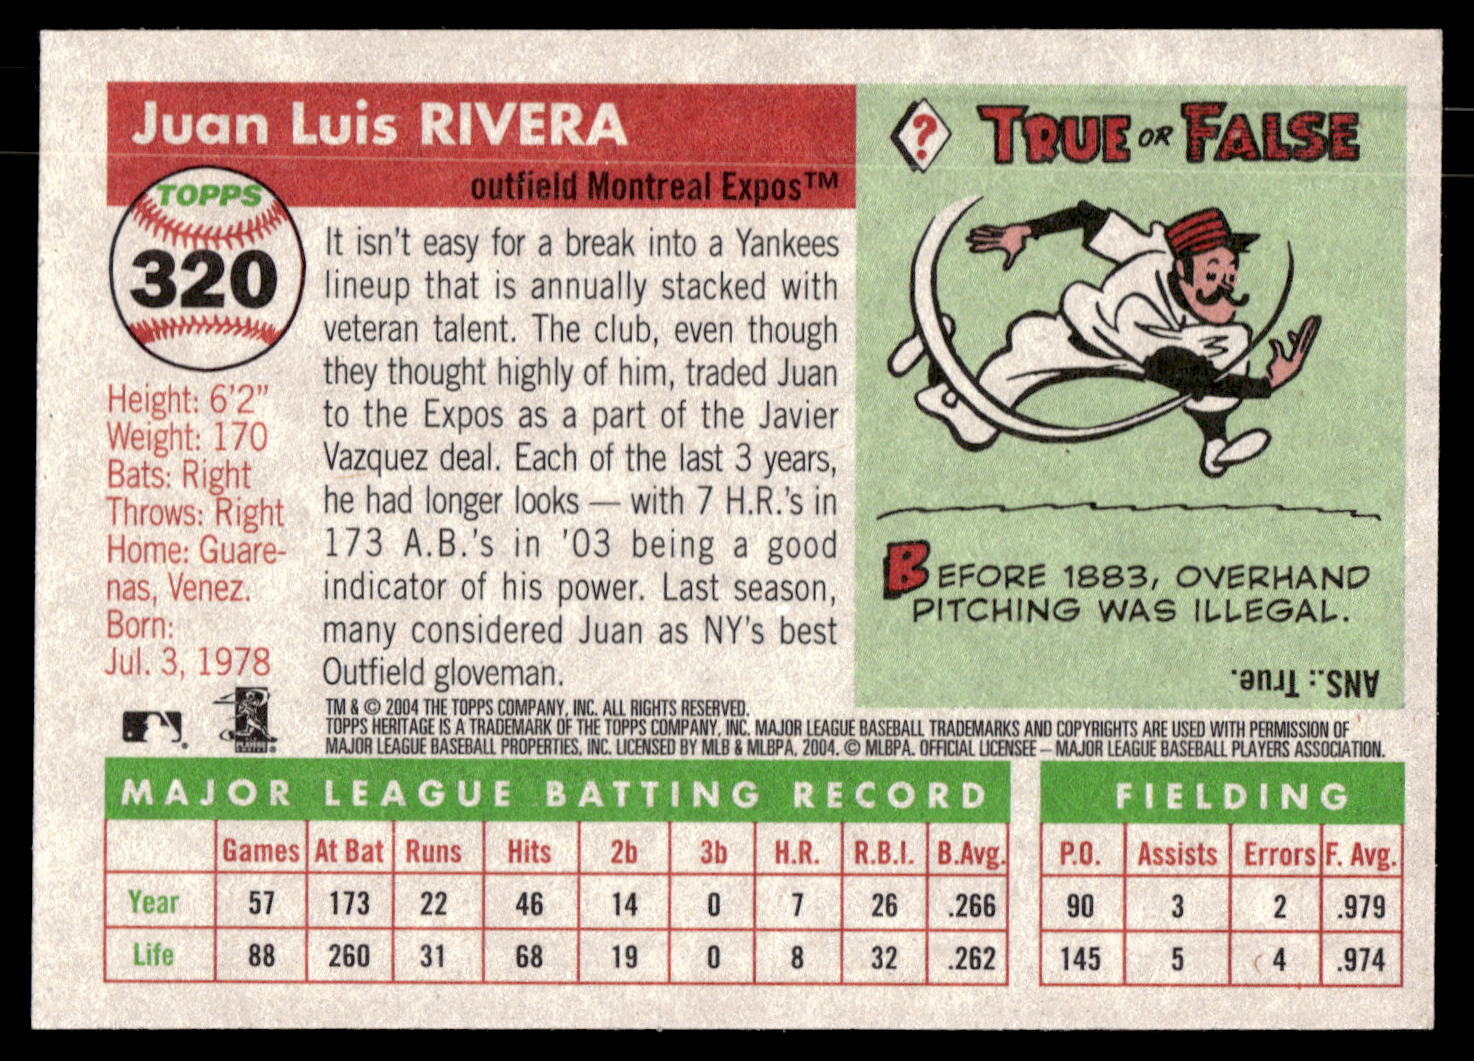 Juan Luis RIVERA
outfield Montreal Expos™
TOPPS
320
Height: 6'2”
Weight: 170
Bats: Right
Throws: Right
Home: Guare-
nas, Venez.
Born:
Jul. 3, 1978
It isn't easy for a break into a Yankees
lineup that is annually stacked with
veteran talent. The club, even though
they thought highly of him, traded Juan
to the Expos as a part of the Javier
Vazquez deal. Each of the last 3 years,
he had longer looks — with 7 H.R.'s in
173 A.B.'s in '03 being a good
indicator of his power. Last season,
many considered Juan as NY's best
Outfield gloveman.
? TRUE OR FALSE
BEFORE 1883, OVERHAND
PITCHING WAS ILLEGAL.
ANS.: True.
TM & © 2004 THE TOPPS COMPANY, INC. ALL RIGHTS RESERVED.
TOPPS HERITAGE IS A TRADEMARK OF THE TOPPS COMPANY, INC. MAJOR LEAGUE BASEBALL TRADEMARKS AND COPYRIGHTS ARE USED WITH PERMISSION OF
MAJOR LEAGUE BASEBALL PROPERTIES, INC. LICENSED BY MLB & MLBPA, 2004. © MLBPA. OFFICIAL LICENSEE – MAJOR LEAGUE BASEBALL PLAYERS ASSOCIATION.
MAJOR LEAGUE BATTING RECORD
Games At Bat Runs Hits 2b 3b H.R. R.B.I. B.Avg.
Year 57 173 22 46 14 0 7 26 .266
Life 88 260 31 68 19 0 8 32 .262
FIELDING
P.O. Assists Errors F. Avg.
90 3 2 .979
145 5 4 .974